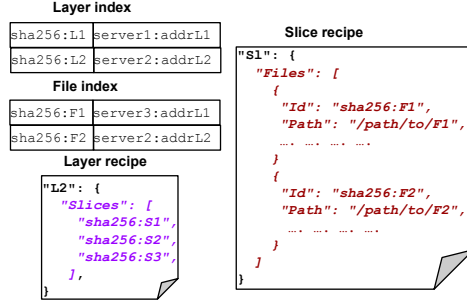 Layer index
sha256:L1 server1:addrL1
sha256:L2 server2:addrL2
File index
sha256:F1 server3:addrL1
sha256:F2 server2:addrL2
Layer recipe
"L2": {
"Slices": [
"sha256:S1",
"sha256:S2",
"sha256:S3",
],
}
Slice recipe
"Sl": {
"Files": [
{
"Id": "sha256:F1",
"Path": "/path/to/F1",
…. …. …. ….
}
{
"Id": "sha256:F2",
"Path": "/path/to/F2",
…. …. …. ….
}
]
}